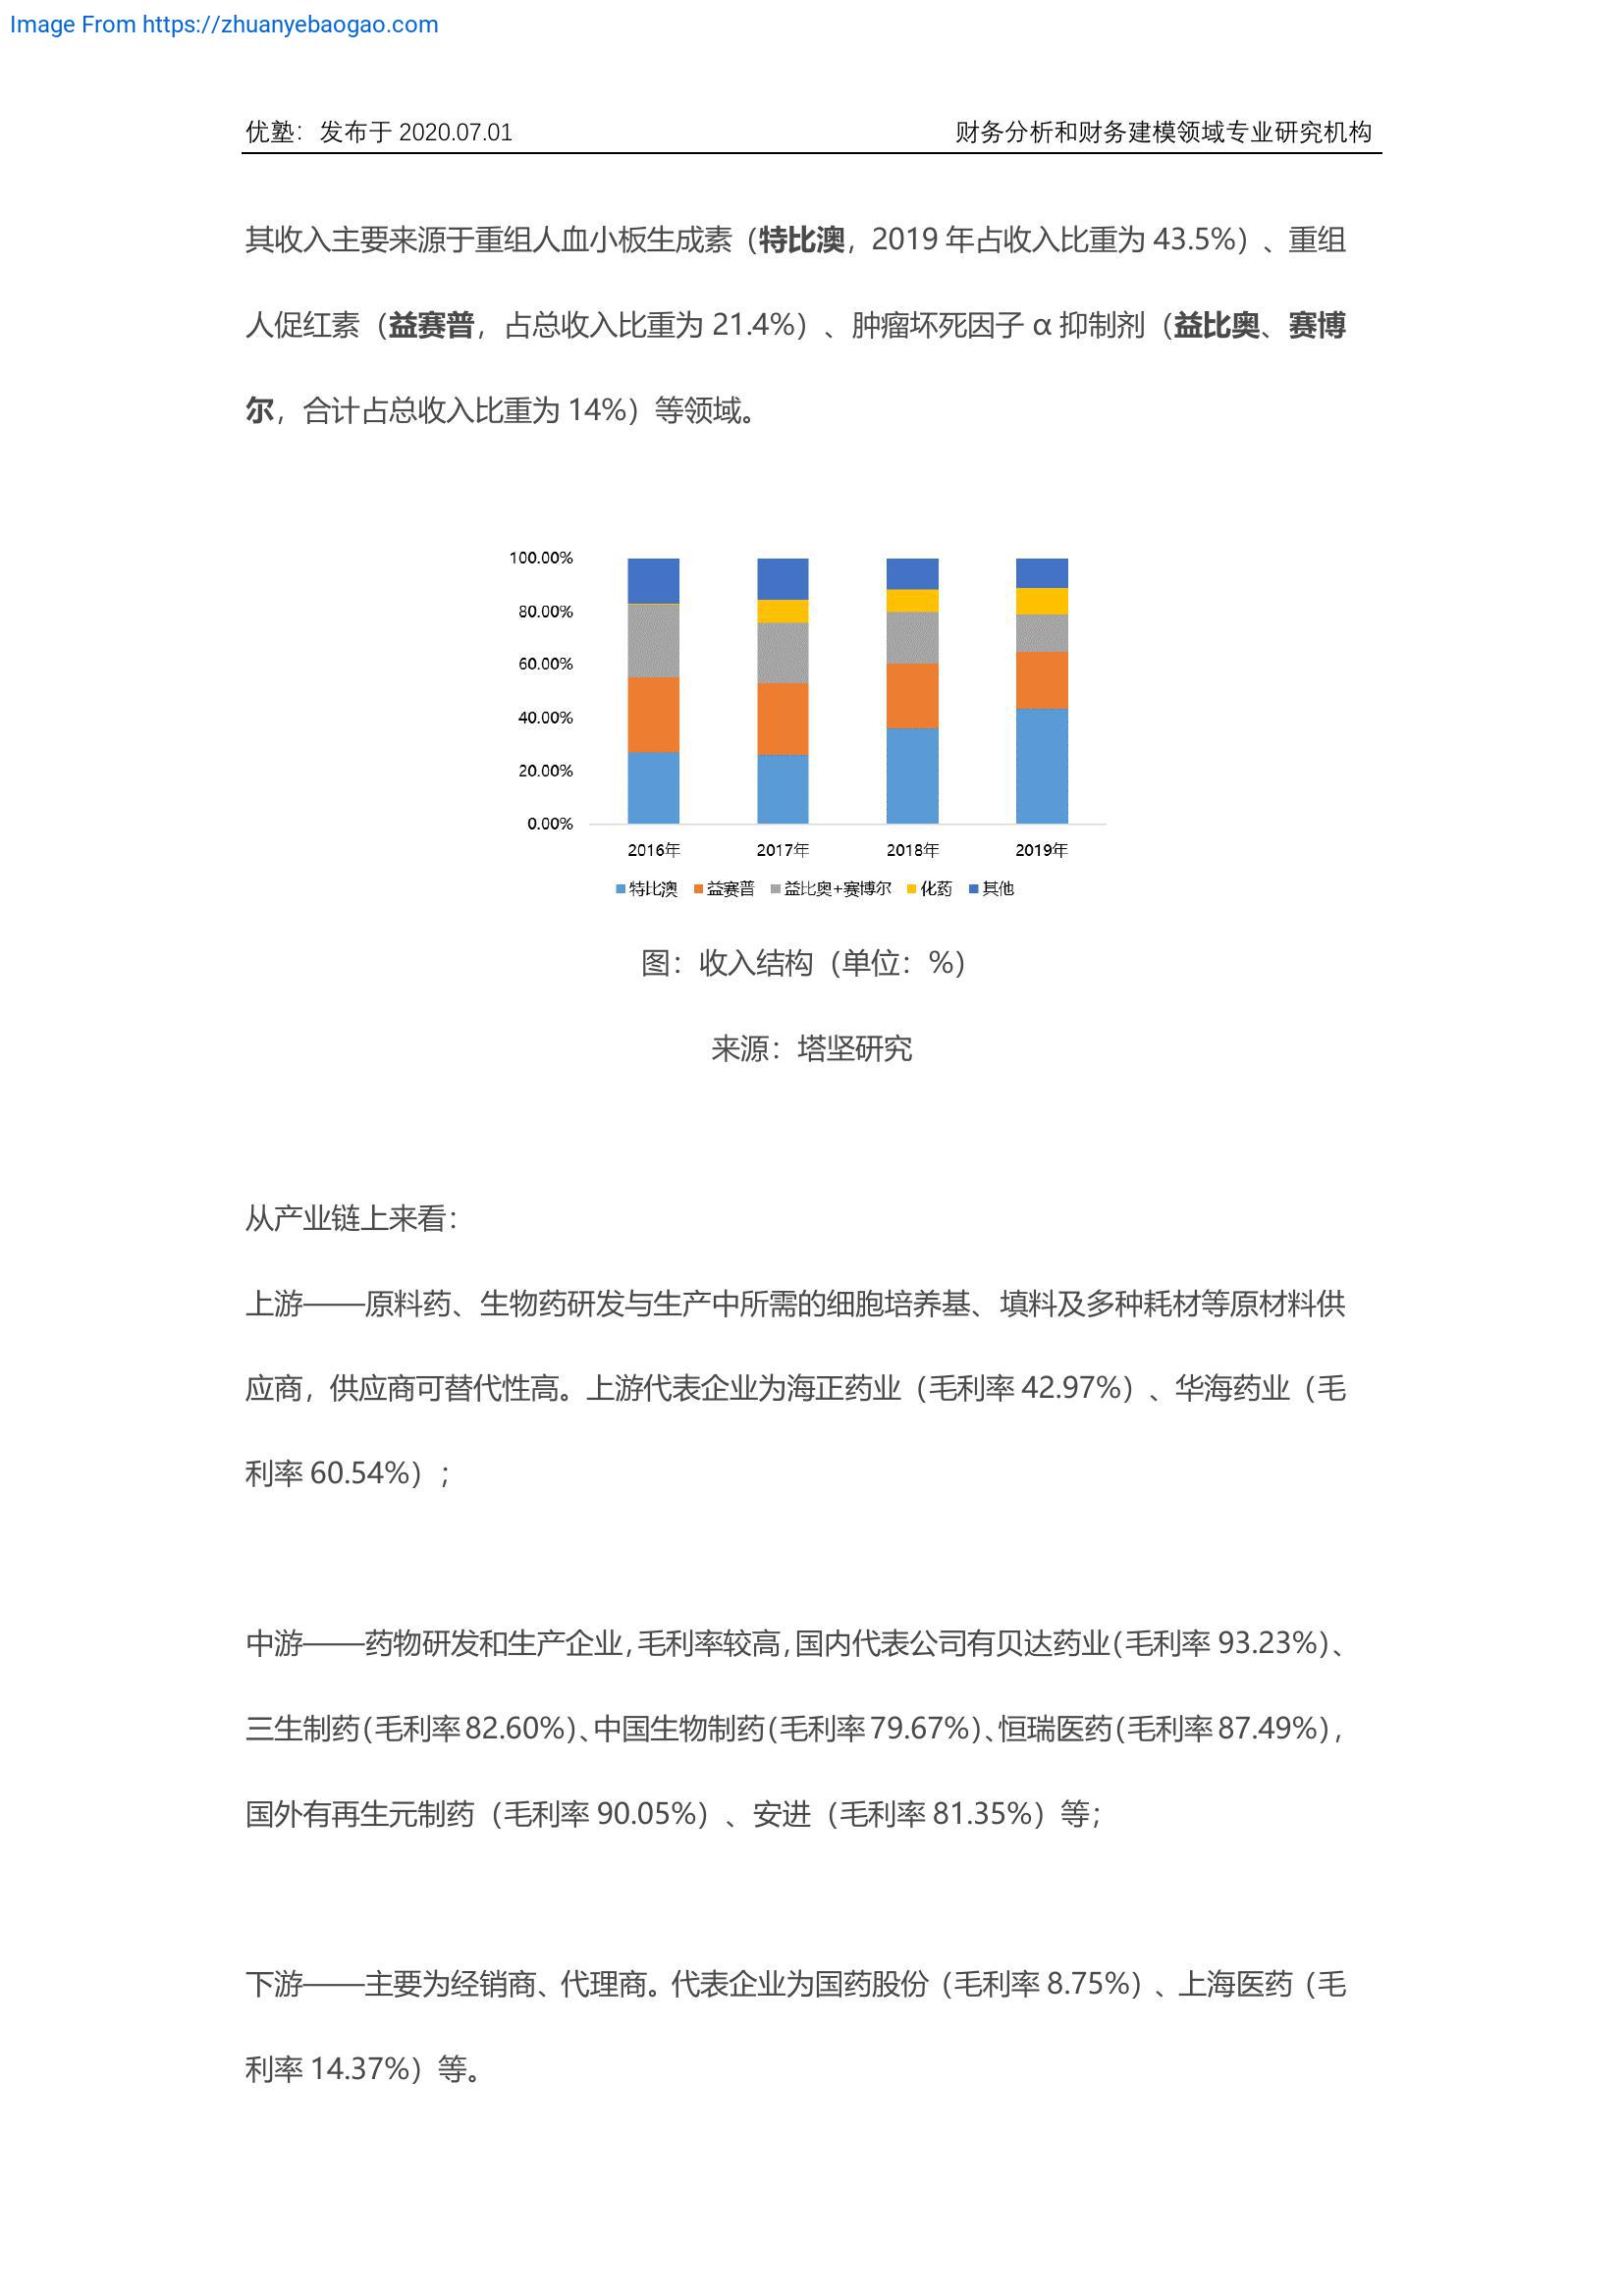 Image From https://zhuanyebaogao.com
优塾：发布于 2020.07.01
财务分析和财务建模领域专业研究机构
其收入主要来源于重组人血小板生成素（特比澳，2019 年占收入比重为 43.5%）、重组
人促红素（益赛普，占总收入比重为 21.4%）、肿瘤坏死因子 α 抑制剂（益比奥、赛博
尔，合计占总收入比重为 14%）等领域。
100.00%
80.00%
60.00%
40.00%
20.00%
0.00%
2016年 2017年 2018年 2019年
特比澳 益赛普 益比奥+赛博尔 化药 其他
图：收入结构（单位：%）
来源：塔坚研究
从产业链上来看：
上游——原料药、生物药研发与生产中所需的细胞培养基、填料及多种耗材等原材料供
应商，供应商可替代性高。上游代表企业为海正药业（毛利率 42.97%）、华海药业（毛
利率 60.54%）；
中游——药物研发和生产企业，毛利率较高，国内代表公司有贝达药业（毛利率 93.23%）、
三生制药（毛利率 82.60%）、中国生物制药（毛利率 79.67%）、恒瑞医药（毛利率 87.49%），
国外有再生元制药（毛利率 90.05%）、安进（毛利率 81.35%）等；
下游——主要为经销商、代理商。代表企业为国药股份（毛利率 8.75%）、上海医药（毛
利率 14.37%）等。